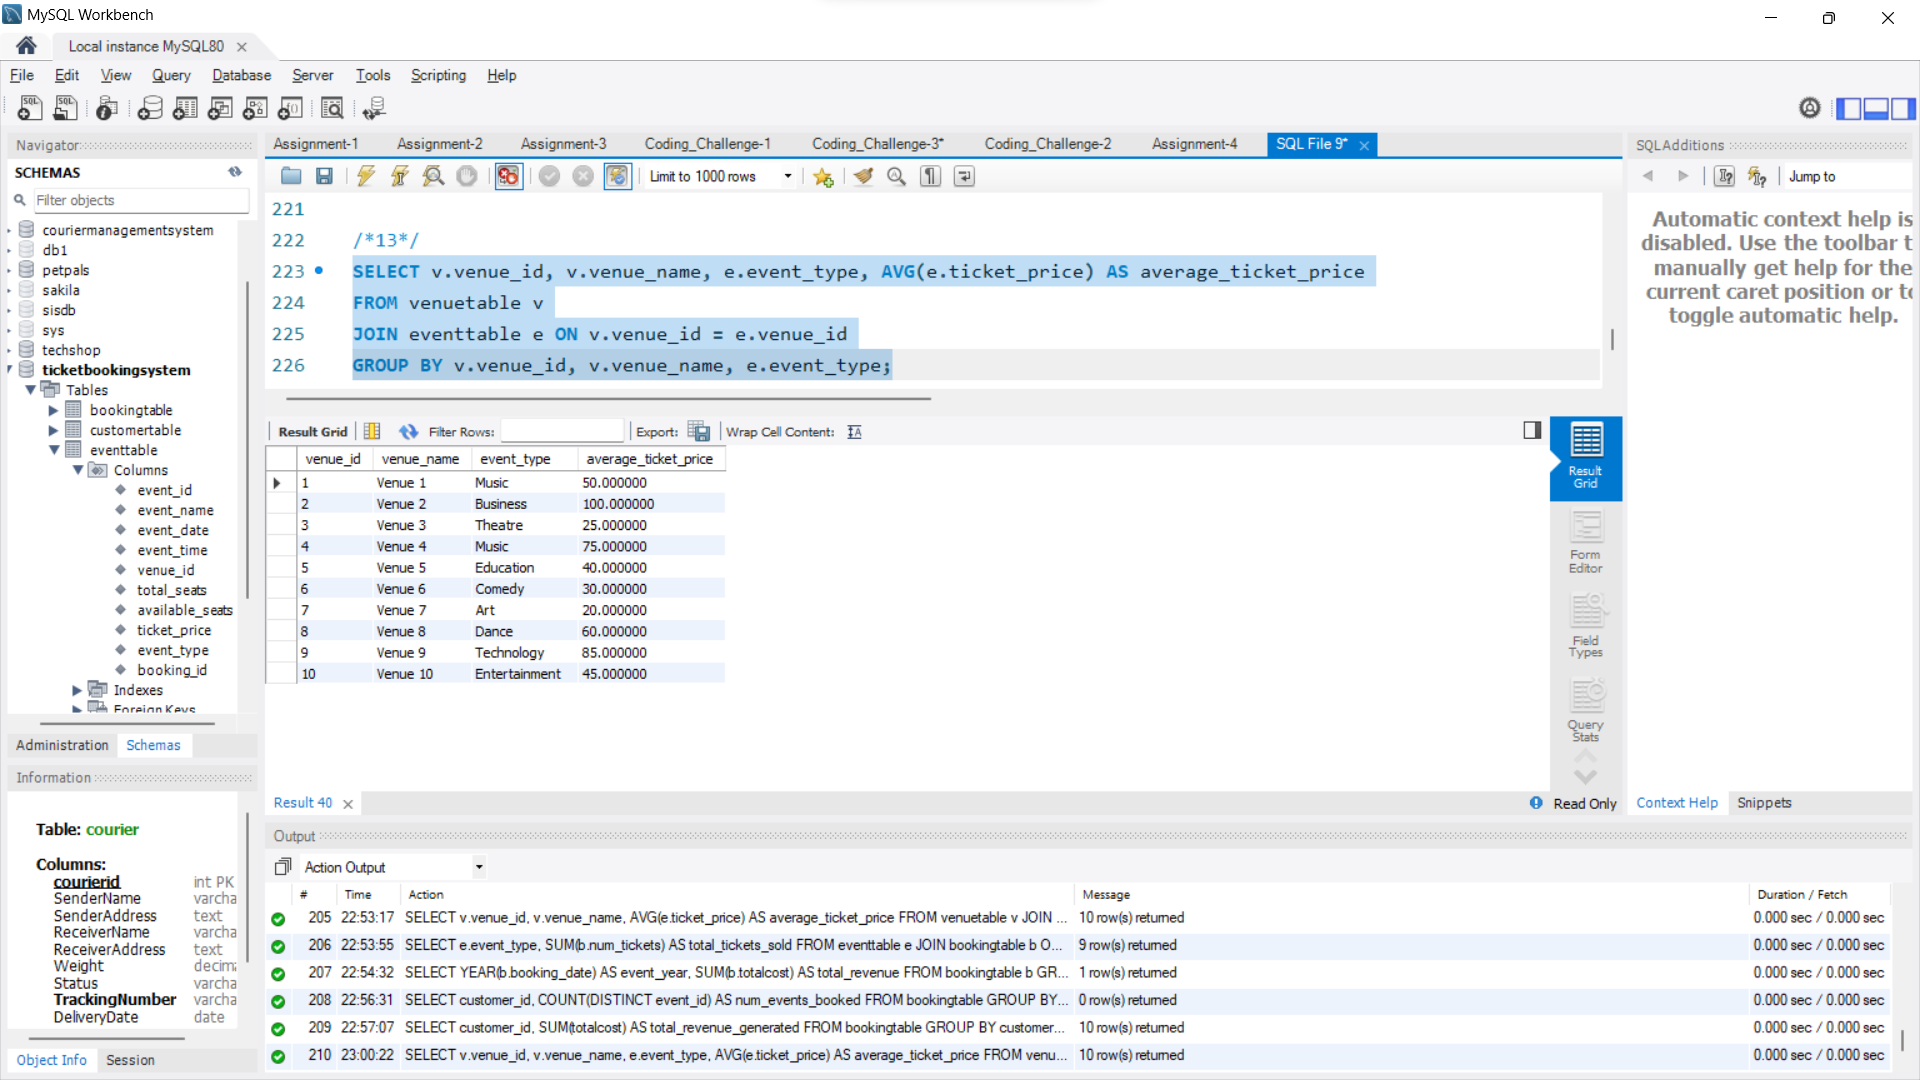 MySQL Workbench
Local instance MySQL80
File Edit View Query Database Server Tools Scripting Help
Navigator
SCHEMAS
Filter objects
couriermanagementsystem
db1
petpals
sakila
sisdb
sys
techshop
ticketbookingsystem
Tables
bookingtable
customertable
eventtable
Columns
event_id
event_name
event_date
event_time
venue_id
total_seats
available_seats
ticket_price
event_type
booking_id
Indexes
Foreign Keys
Administration Schemas
Information
Table: courier
Columns:
courierid int PK
SenderName varcha
SenderAddress text
ReceiverName varcha
ReceiverAddress text
Weight decim
Status varcha
TrackingNumber varcha
DeliveryDate date
Object Info Session
Assignment-1 Assignment-2 Assignment-3 Coding_Challenge-1 Coding_Challenge-3* Coding_Challenge-2 Assignment-4 SQL File 9*
Limit to 1000 rows
221
222 /*13*/
223 SELECT v.venue_id, v.venue_name, e.event_type, AVG(e.ticket_price) AS average_ticket_price
224 FROM venuetable v
225 JOIN eventtable e ON v.venue_id = e.venue_id
226 GROUP BY v.venue_id, v.venue_name, e.event_type;
Result Grid Filter Rows: Export: Wrap Cell Content:
venue_id venue_name event_type average_ticket_price
1 Venue 1 Music 50.000000
2 Venue 2 Business 100.000000
3 Venue 3 Theatre 25.000000
4 Venue 4 Music 75.000000
5 Venue 5 Education 40.000000
6 Venue 6 Comedy 30.000000
7 Venue 7 Art 20.000000
8 Venue 8 Dance 60.000000
9 Venue 9 Technology 85.000000
10 Venue 10 Entertainment 45.000000
Result
Grid
Form
Editor
Field
Types
Query
Stats
Result 40
Read Only
SQLAdditions
Jump to
Automatic context help is
disabled. Use the toolbar t
manually get help for the
current caret position or to
toggle automatic help.
Context Help Snippets
Output
Action Output
# Time Action Message Duration / Fetch
205 22:53:17 SELECT v.venue_id, v.venue_name, AVG(e.ticket_price) AS average_ticket_price FROM venuetable v JOIN ... 10 row(s) returned 0.000 sec / 0.000 sec
206 22:53:55 SELECT e.event_type, SUM(b.num_tickets) AS total_tickets_sold FROM eventtable e JOIN bookingtable b O... 9 row(s) returned 0.000 sec / 0.000 sec
207 22:54:32 SELECT YEAR(b.booking_date) AS event_year, SUM(b.totalcost) AS total_revenue FROM bookingtable b GR... 1 row(s) returned 0.000 sec / 0.000 sec
208 22:56:31 SELECT customer_id, COUNT(DISTINCT event_id) AS num_events_booked FROM bookingtable GROUP BY... 0 row(s) returned 0.000 sec / 0.000 sec
209 22:57:07 SELECT customer_id, SUM(totalcost) AS total_revenue_generated FROM bookingtable GROUP BY customer... 10 row(s) returned 0.000 sec / 0.000 sec
210 23:00:22 SELECT v.venue_id, v.venue_name, e.event_type, AVG(e.ticket_price) AS average_ticket_price FROM venu... 10 row(s) returned 0.000 sec / 0.000 sec